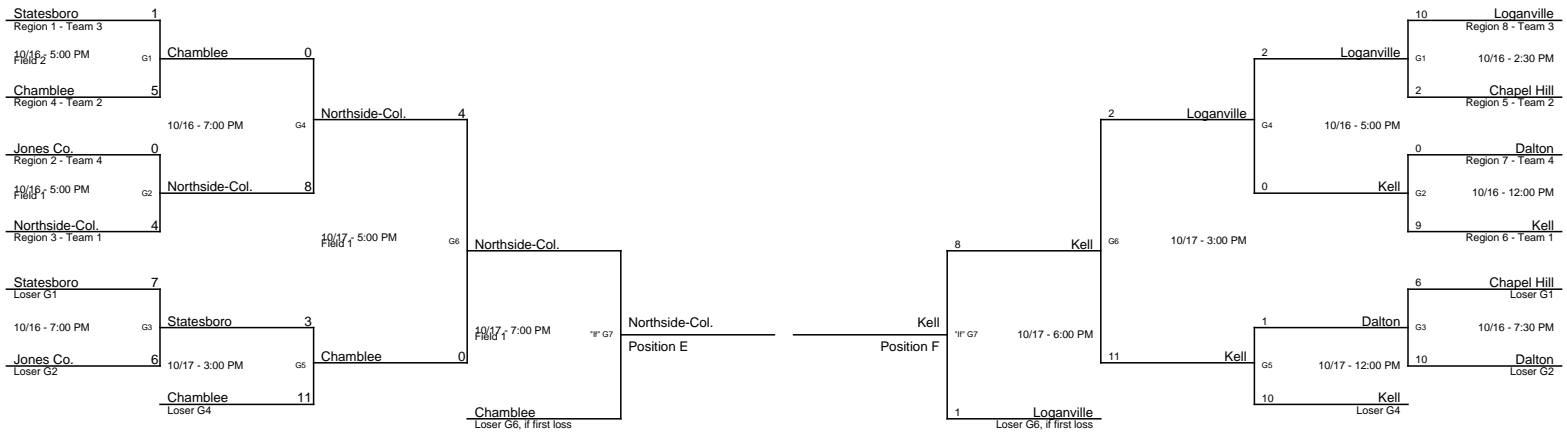 Statesboro 1
Region 1 - Team 3
10/16 - 5:00 PM
Field 2
G1
Chamblee 0
Chamblee 5
Region 4 - Team 2
10/16 - 7:00 PM
G4
Northside-Col. 4
Jones Co. 0
Region 2 - Team 4
10/16 - 5:00 PM
Field 1
G2
Northside-Col. 8
Northside-Col. 4
Region 3 - Team 1
10/17 - 5:00 PM
Field 1
G6
Northside-Col.
Statesboro 7
Loser G1
10/16 - 7:00 PM
G3
Statesboro 3
Jones Co. 6
Loser G2
10/17 - 3:00 PM
G5
Chamblee 0
Chamblee 11
Loser G4
10/17 - 7:00 PM
Field 1
"If" G7
Northside-Col.
Position E
Chamblee
Loser G6, if first loss
10 Loganville
Region 8 - Team 3
2 Loganville
G1
10/16 - 2:30 PM
2 Chapel Hill
Region 5 - Team 2
2 Loganville
G4
10/16 - 5:00 PM
0 Dalton
Region 7 - Team 4
0 Kell
G2
10/16 - 12:00 PM
9 Kell
Region 6 - Team 1
8 Kell
G6
10/17 - 3:00 PM
6 Chapel Hill
Loser G1
1 Dalton
G3
10/16 - 7:30 PM
10 Dalton
Loser G2
11 Kell
G5
10/17 - 12:00 PM
10 Kell
Loser G4
Kell
Position F
"If" G7
10/17 - 6:00 PM
1 Loganville
Loser G6, if first loss